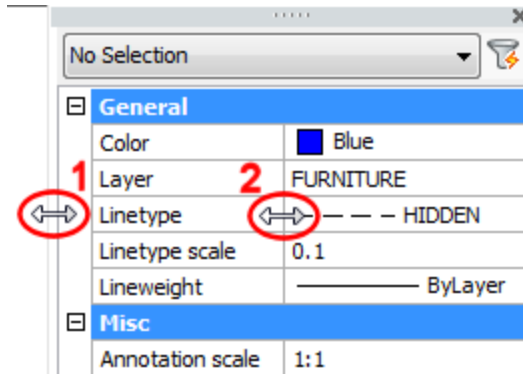 No Selection
General
Color Blue
1 Layer 2 FURNITURE
Linetype HIDDEN
Linetype scale 0.1
Lineweight ByLayer
Misc
Annotation scale 1:1